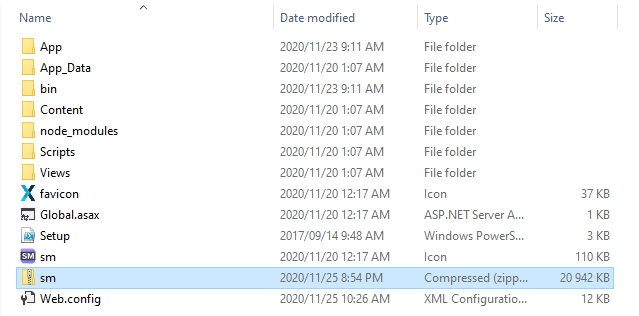 Name Date modified Type Size
App 2020/11/23 9:11 AM File folder
App_Data 2020/11/20 1:07 AM File folder
bin 2020/11/23 9:11 AM File folder
Content 2020/11/20 1:07 AM File folder
node_modules 2020/11/20 1:07 AM File folder
Scripts 2020/11/20 1:07 AM File folder
Views 2020/11/20 1:07 AM File folder
favicon 2020/11/20 12:17 AM Icon 37 KB
Global.asax 2020/11/20 12:17 AM ASP.NET Server A... 1 KB
Setup 2017/09/14 9:48 AM Windows PowerS... 3 KB
SM sm 2020/11/20 12:17 AM Icon 110 KB
sm 2020/11/25 8:54 PM Compressed (zipp... 20 942 KB
Web.config 2020/11/25 10:26 AM XML Configuratio... 12 KB